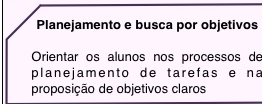 Planejamento e busca por objetivos
Orientar os alunos nos processos de
planejamento de tarefas e na
proposição de objetivos claros